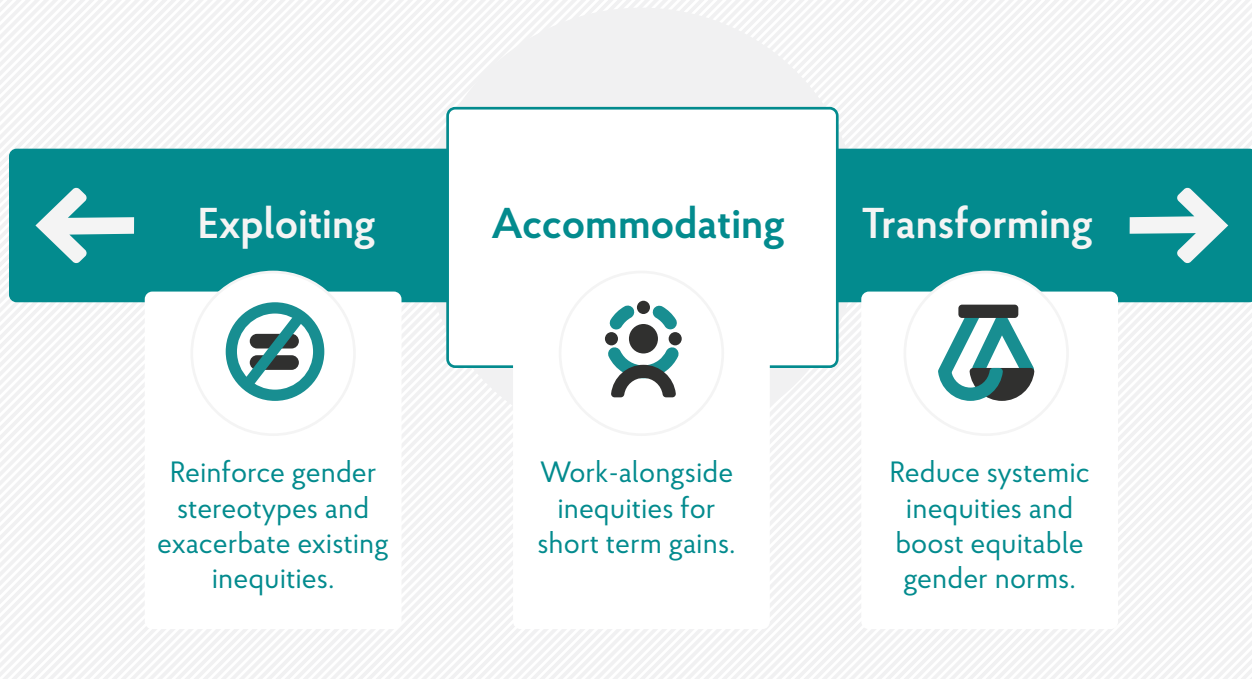 Exploiting
Accommodating
Transforming
Reinforce gender
stereotypes and
exacerbate existing
inequities.
Work-alongside
inequities for
short term gains.
Reduce systemic
inequities and
boost equitable
gender norms.